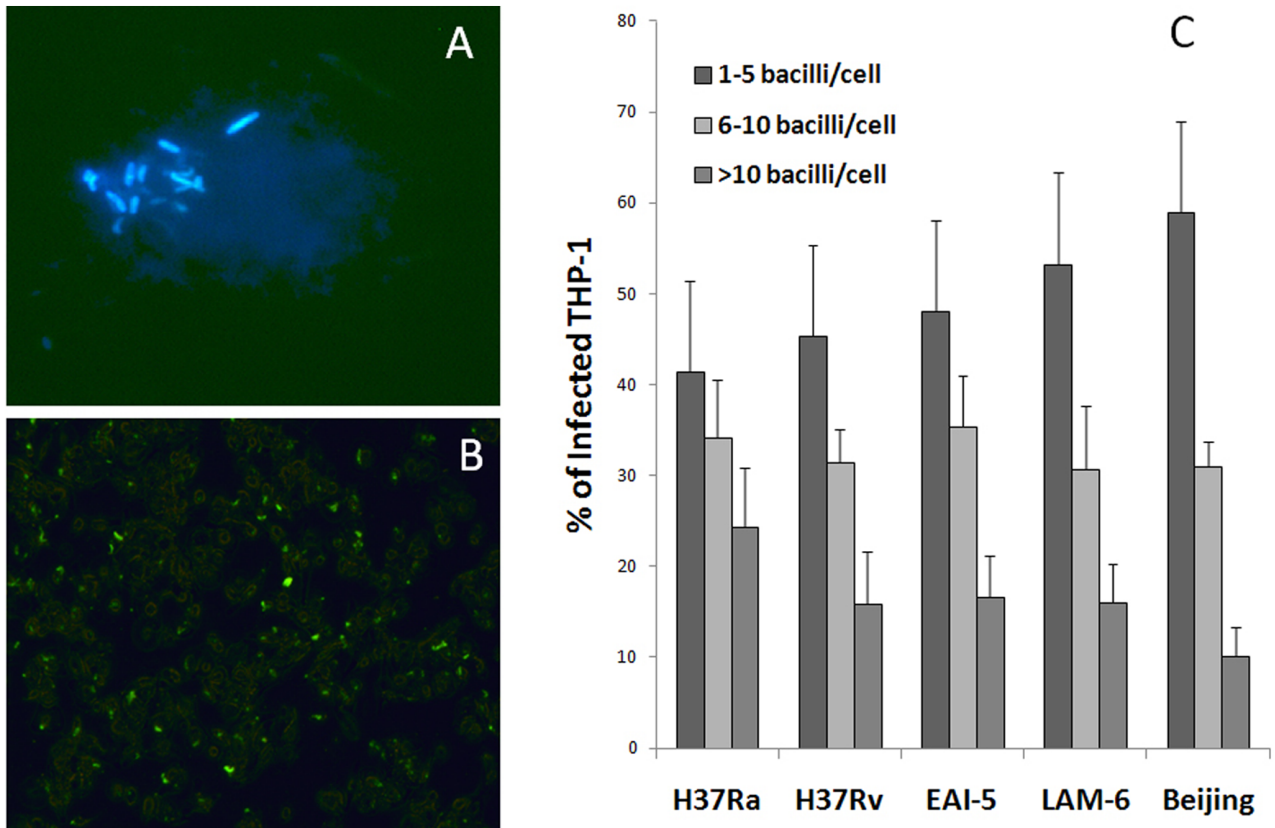 A
B
C
1-5 bacilli/cell
6-10 bacilli/cell
>10 bacilli/cell
% of Infected THP-1
80
70
60
50
40
30
20
10
0
H37Ra H37Rv EAI-5 LAM-6 Beijing